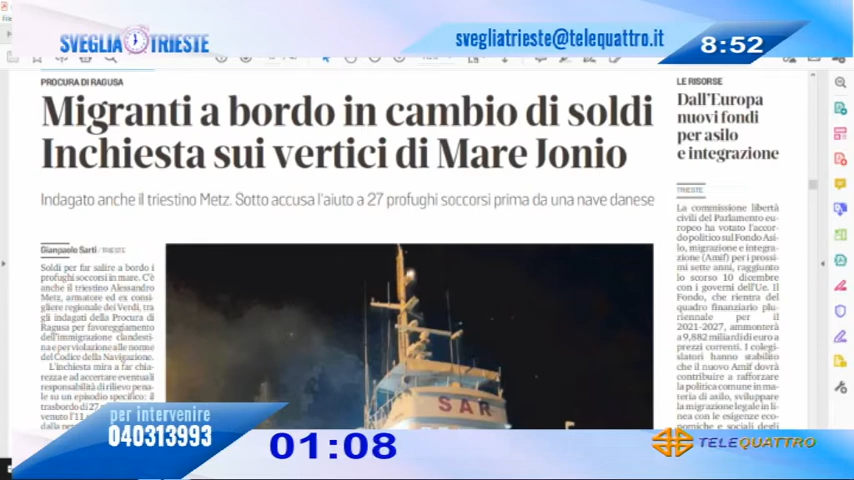 SVEGLIA TRIESTE
svegliatrieste@telequattro.it
8:52
PROCURA DI RAGUSA
Migranti a bordo in cambio di soldi
Inchiesta sui vertici di Mare Jonio
Indagato anche il triestino Metz. Sotto accusa l'aiuto a 27 profughi soccorsi prima da una nave danese
Gianpaolo Sarti / TRIESTE
Soldi per far salire a bordo i
profughi soccorsi in mare. C'è
anche il triestino Alessandro
Metz, armatore ed ex consi-
gliere regionale dei Verdi, tra
gli indagati della Procura di
Ragusa per favoreggiamento
dell'immigrazione clandesti-
na e per violazione alle norme
del Codice della Navigazione.
L'inchiesta mira a far chia-
rezza e ad accertare eventuali
responsabilità di rilievo pena-
le su un episodio specifico: il
trasbordo di 27
venuto l'11
SAR
LE RISORSE
Dall'Europa
nuovi fondi
per asilo
e integrazione
TRIESTE
La commissione libertà
civili del Parlamento eu-
ropeo ha votato l'accor-
do politico sul Fondo Asi-
lo, migrazione e integra-
zione (Amif) per i prossi-
mi sette anni, raggiunto
lo scorso 10 dicembre
con i governi dell'Ue. Il
Fondo, che rientra del
quadro finanziario plu-
riennale per il
2021-2027, ammonterà
a 9,882 miliardi di euro a
prezzi correnti. I colegi-
slatori hanno stabilito
che il nuovo Amif dovrà
contribuire a rafforzare
la politica comune in ma-
teria di asilo, sviluppare
la migrazione legale in li-
nea con le esigenze eco-
nomiche e sociali degli
per intervenire
040313993
01:08
TELEQUATTRO